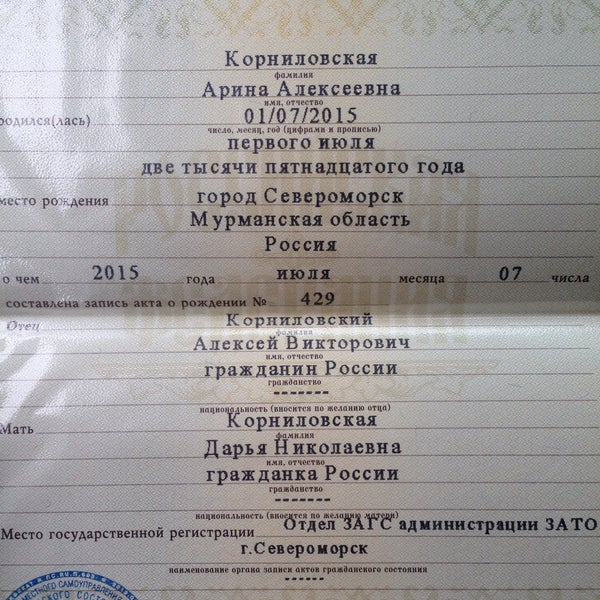 Корниловская
фамилия
Арина Алексеевна
имя, отчество
родился(лась) 01/07/2015
число, месяц, год (цифрами и прописью)
первого июля
две тысячи пятнадцатого года
место рождения город Североморск
Мурманская область
Россия
о чем 2015 года июля месяца 07 числа
составлена запись акта о рождении № 429
Отец Корниловский
фамилия
Алексей Викторович
имя, отчество
гражданин России
гражданство
-------
национальность (вносится по желанию отца)
Мать Корниловская
фамилия
Дарья Николаевна
имя, отчество
гражданка России
гражданство
-------
национальность (вносится по желанию матери)
Место государственной регистрации Отдел ЗАГС администрации ЗАТО
г.Североморск
наименование органа записи актов гражданского состояния
------
МЕСТНОГО САМОУПРАВЛЕНИЯ